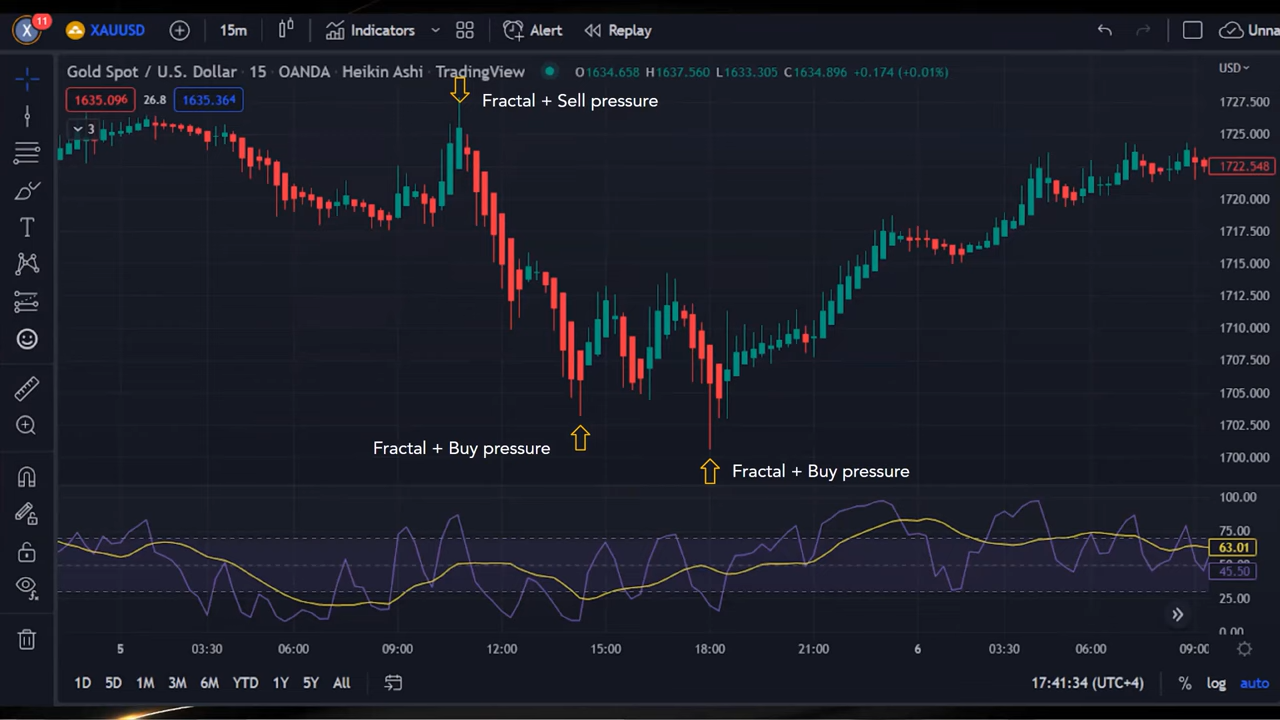 X 11 XAUUSD 15m Indicators Alert Replay Unna
Gold Spot / U.S. Dollar · 15 · OANDA · Heikin Ashi · TradingView O1634.658 H1637.560 L1633.305 C1634.896 +0.174 (+0.01%) USD
1635.096 26.8 1635.364
Fractal + Sell pressure
3
1727.500
1725.000
1722.548
1720.000
1717.500
1715.000
1712.500
1710.000
1707.500
1705.000
1702.500
1700.000
Fractal + Buy pressure
Fractal + Buy pressure
100.00
75.00
63.01
45.50
25.00
0.00
5 03:30 06:00 09:00 12:00 15:00 18:00 21:00 6 03:30 06:00 09:00
1D 5D 1M 3M 6M YTD 1Y 5Y All 17:41:34 (UTC+4) % log auto